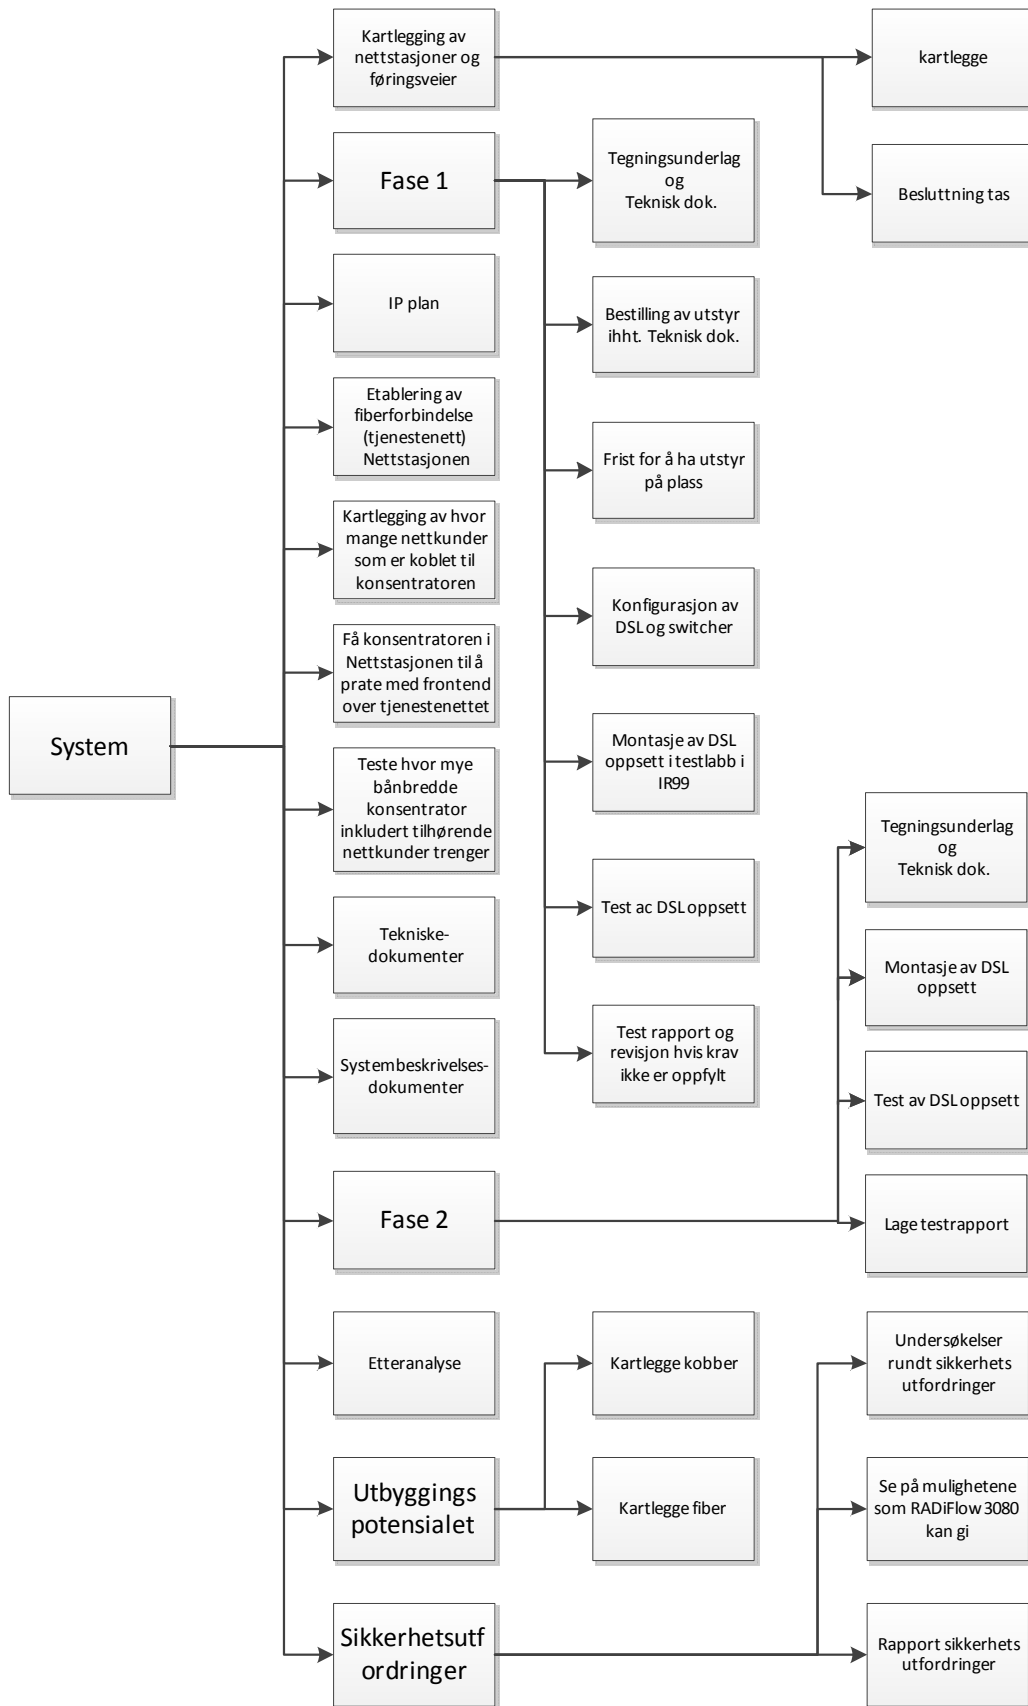 System
Kartlegging av
nettstasjoner og
føringsveier
Fase 1
IP plan
Etablering av
fiberforbindelse
(tjenestenett)
Nettstasjonen
Kartlegging av hvor
mange nettkunder
som er koblet til
konsentratoren
Få konsentratoren i
Nettstasjonen til å
prate med frontend
over tjenestenettet
Teste hvor mye
bånbredde
konsentrator
inkludert tilhørende
nettkunder trenger
Tekniske-
dokumenter
Systembeskrivelses-
dokumenter
Fase 2
Etteranalyse
Utbyggings
potensialet
Sikkerhetsutf
ordringer
Tegningsunderlag
og
Teknisk dok.
Bestilling av utstyr
ihht. Teknisk dok.
Frist for å ha utstyr
på plass
Konfigurasjon av
DSL og switcher
Montasje av DSL
oppsett i testlabb i
IR99
Test ac DSL oppsett
Test rapport og
revisjon hvis krav
ikke er oppfylt
Kartlegge kobber
Kartlegge fiber
kartlegge
Besluttning tas
Tegningsunderlag
og
Teknisk dok.
Montasje av DSL
oppsett
Test av DSL oppsett
Lage testrapport
Undersøkelser
rundt sikkerhets
utfordringer
Se på mulighetene
som RADiFlow 3080
kan gi
Rapport sikkerhets
utfordringer